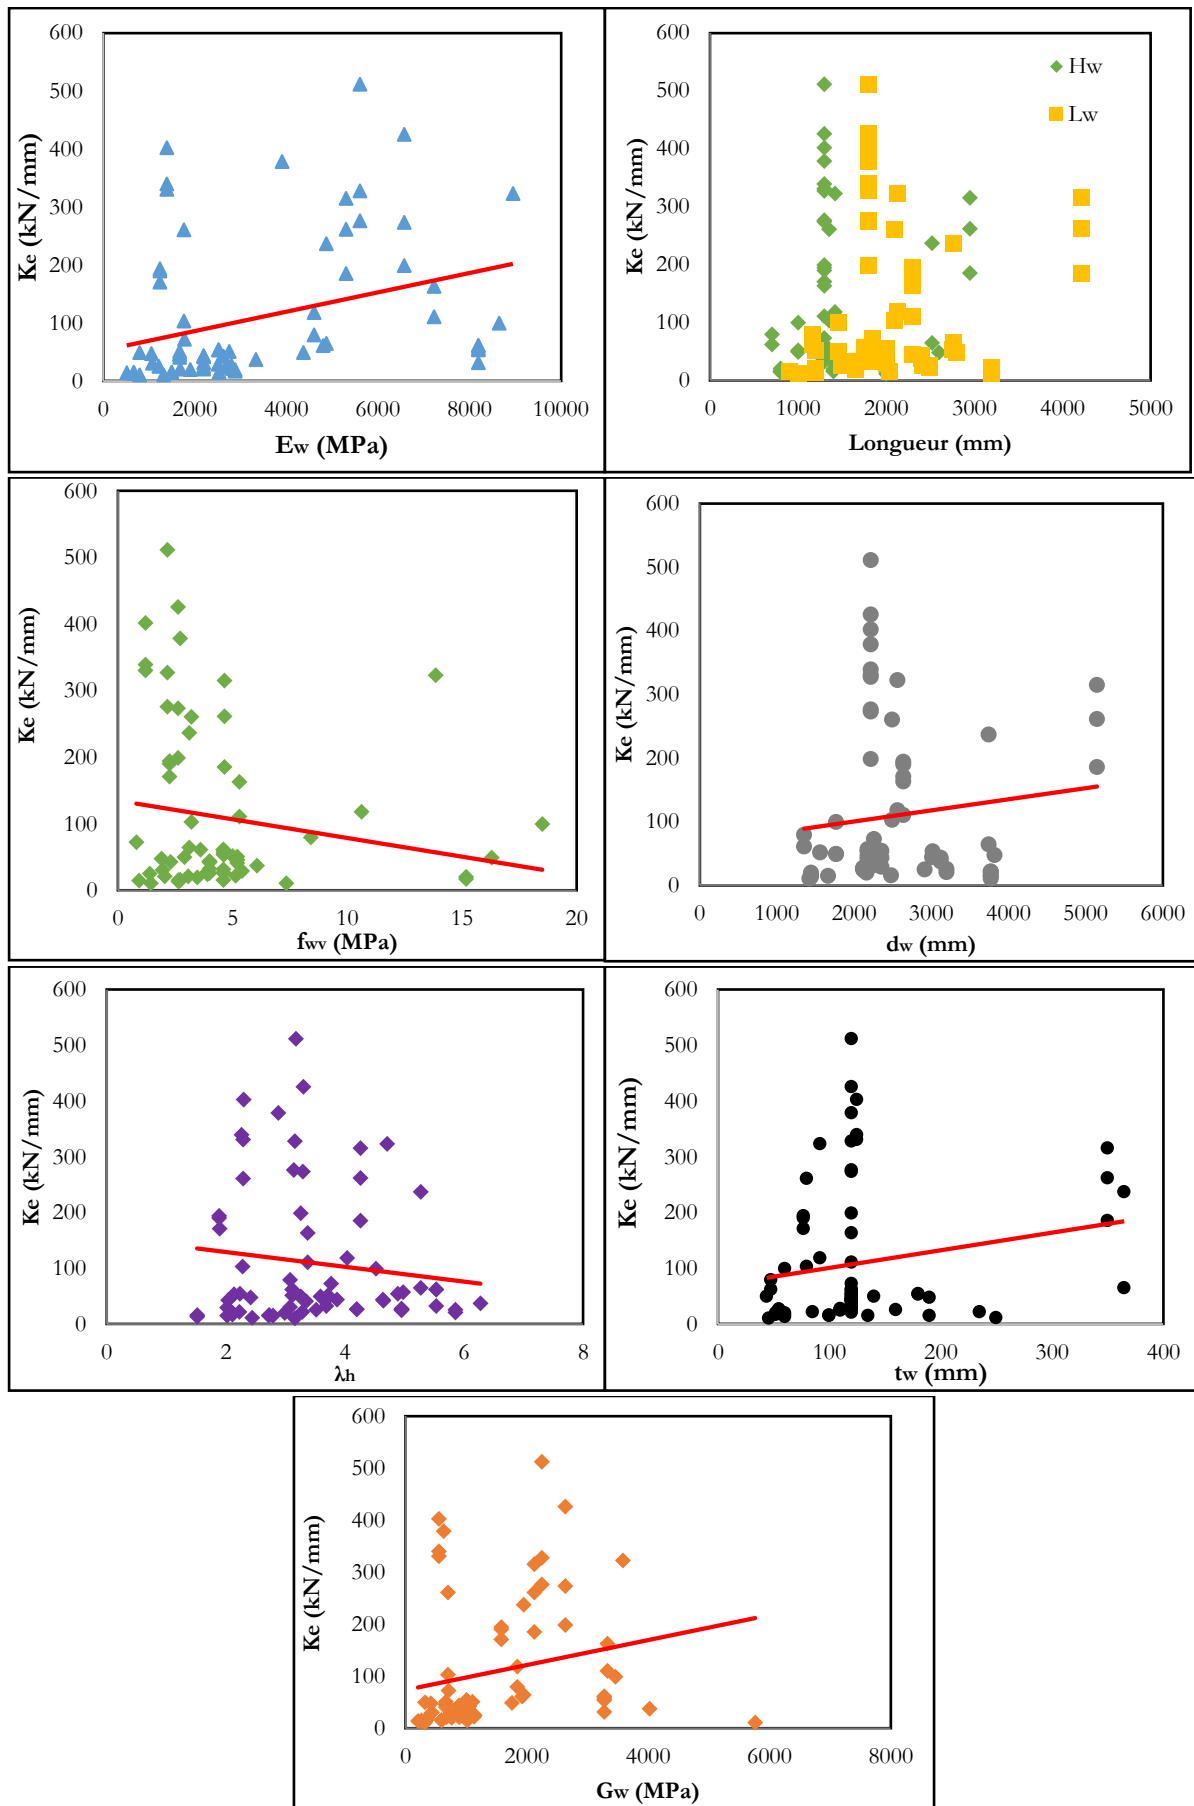 600
500
400
300
200
100
0
0 2000 4000 6000 8000 10000
Ke (kN/mm)
Ew (MPa)
600
500
400
300
200
100
0
0 1000 2000 3000 4000 5000
Ke (kN/mm)
Longueur (mm)
Hw
Lw
600
500
400
300
200
100
0
0 5 10 15 20
Ke (kN/mm)
fwv (MPa)
600
500
400
300
200
100
0
0 1000 2000 3000 4000 5000 6000
Ke (kN/mm)
dw (mm)
600
500
400
300
200
100
0
0 2 4 6 8
Ke (kN/mm)
λh
600
500
400
300
200
100
0
0 100 200 300 400
Ke (kN/mm)
tw (mm)
600
500
400
300
200
100
0
0 2000 4000 6000 8000
Ke (kN/mm)
Gw (MPa)